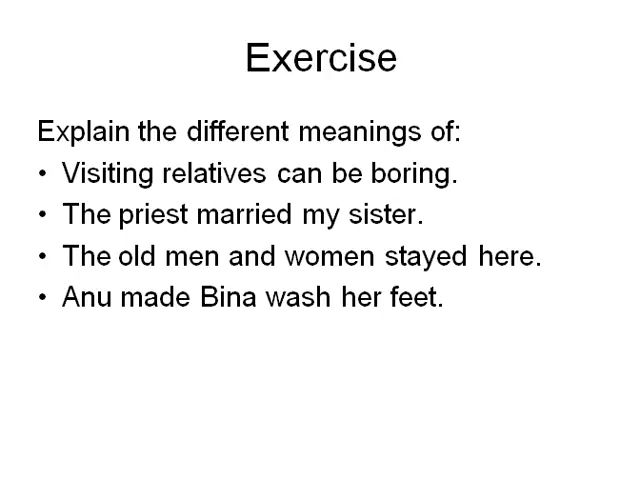 Exercise
Explain the different meanings of:
• Visiting relatives can be boring.
• The priest married my sister.
• The old men and women stayed here.
• Anu made Bina wash her feet.